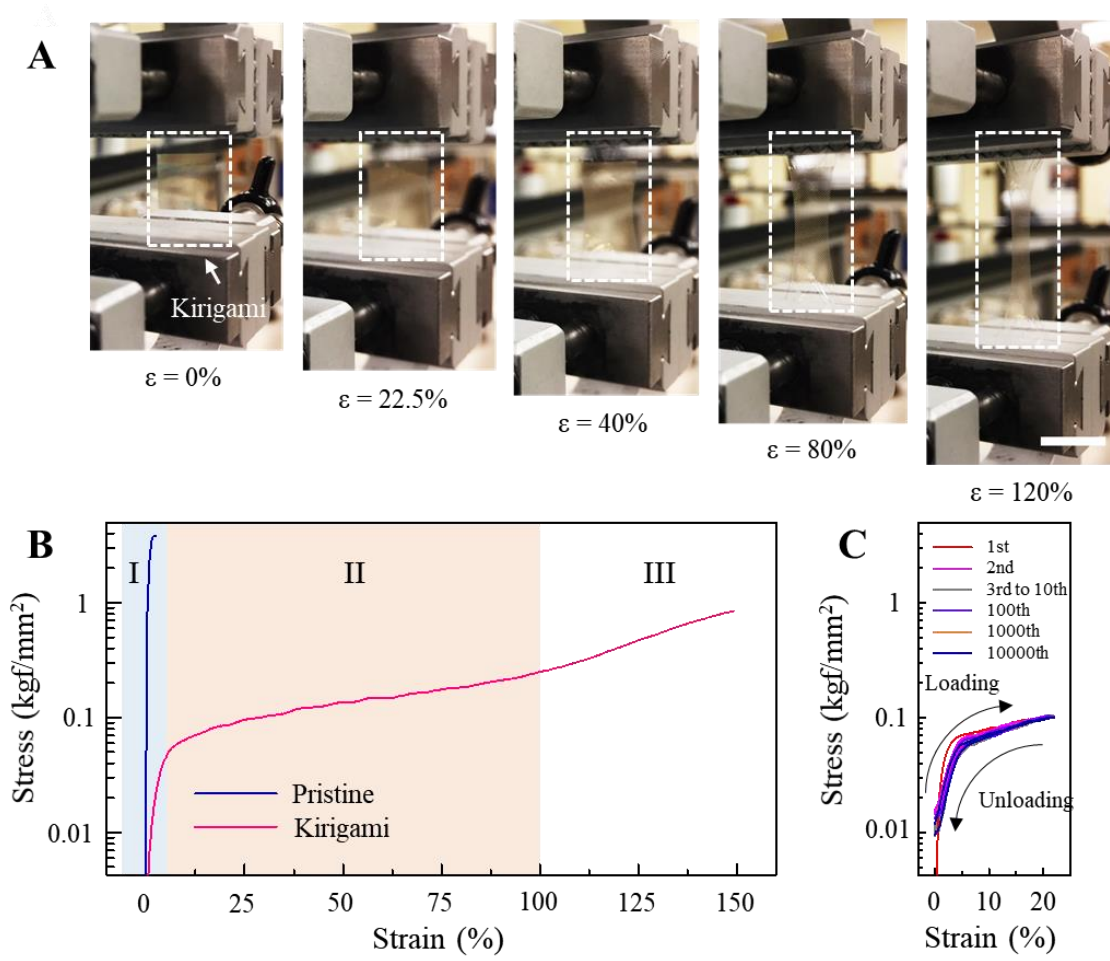 A
Kirigami
ε = 0%
ε = 22.5%
ε = 40%
ε = 80%
ε = 120%
B
I
II
III
Stress (kgf/mm²)
1
0.1
0.01
Pristine
Kirigami
0
25
50
75
100
125
150
Strain (%)
C
1st
2nd
3rd to 10th
100th
1000th
10000th
Loading
Unloading
Stress (kgf/mm²)
1
0.1
0.01
0
10
20
Strain (%)